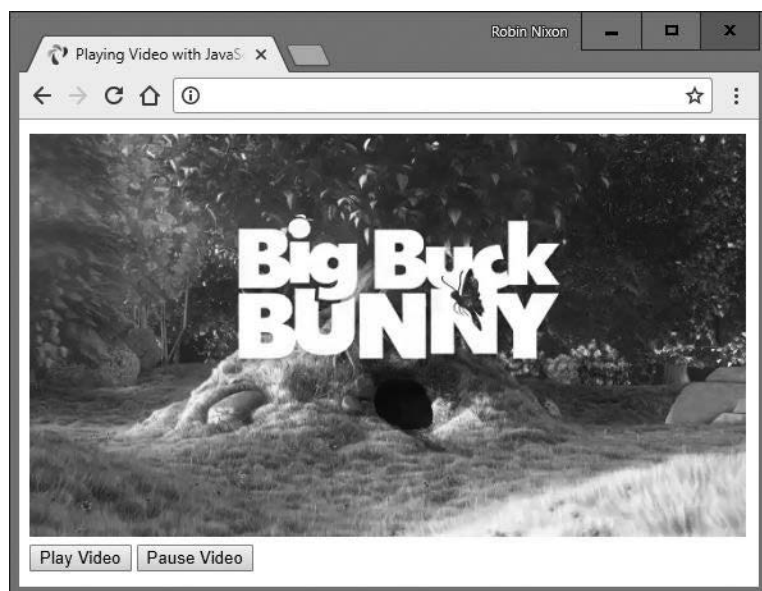 Robin Nixon
Playing Video with JavaS
Big Buck
BUNNY
Play Video Pause Video